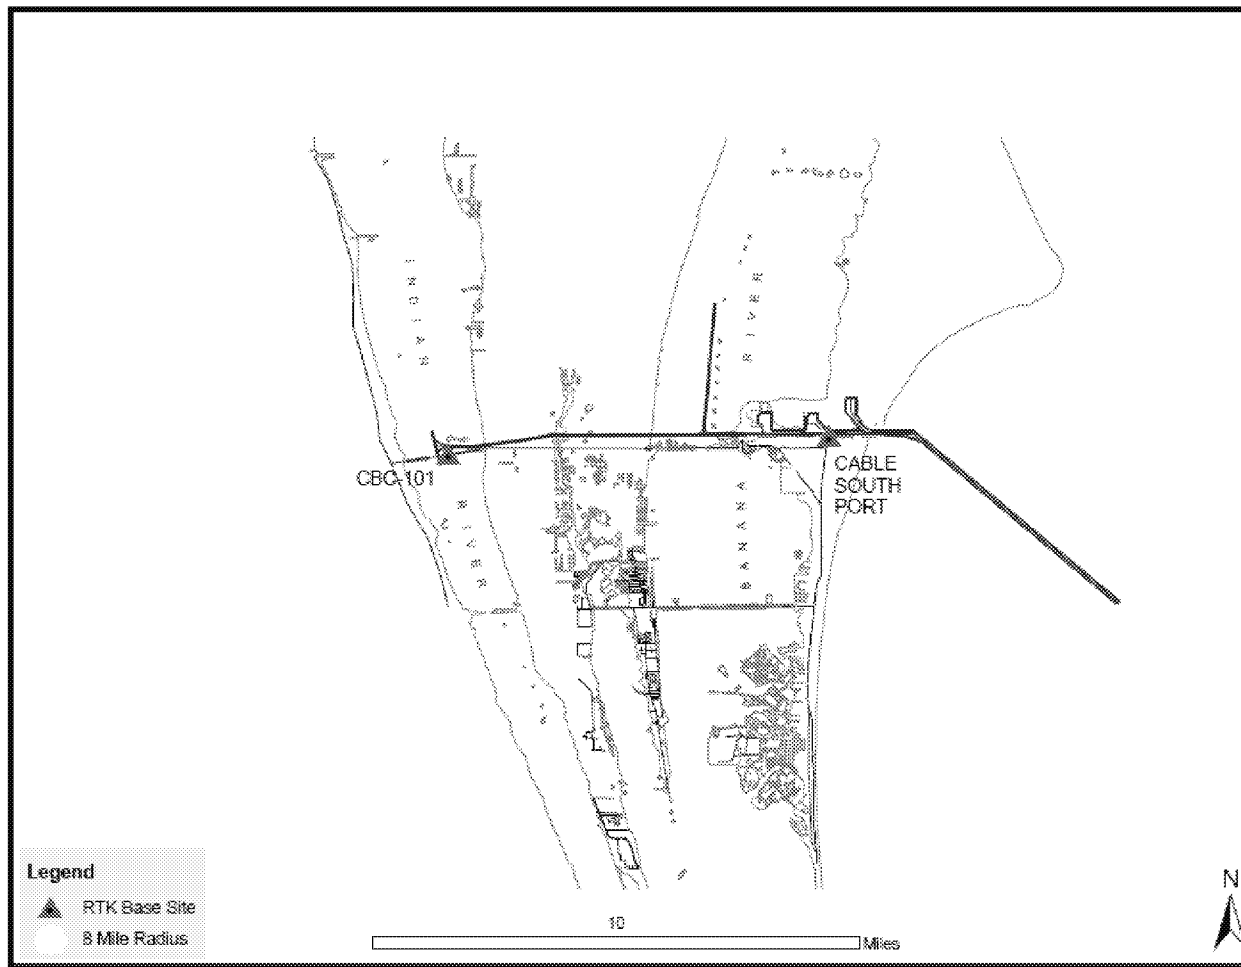 INDIAN
RIVER
CBC-101
RIVER
BANANA
CABLE
SOUTH
PORT
Legend
RTK Base Site
8 Mile Radius
10
Miles
N